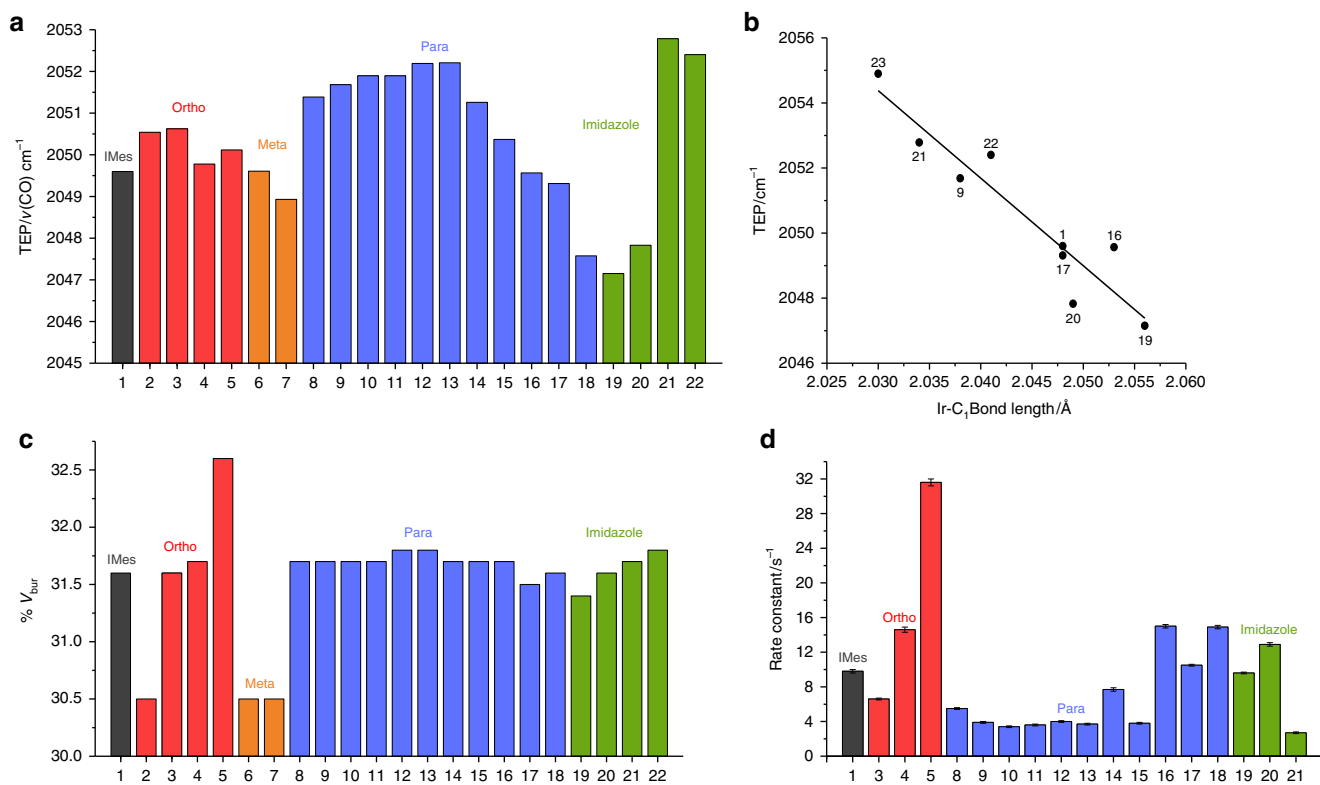 a
TEP/ν(CO) cm⁻¹
2053
2052
2051
2050
2049
2048
2047
2046
2045
IMes
Ortho
Meta
Para
Imidazole
1 2 3 4 5 6 7 8 9 10 11 12 13 14 15 16 17 18 19 20 21 22
b
TEP/cm⁻¹
2056
2054
2052
2050
2048
2046
23
21
22
9
1
17
16
20
19
2.025 2.030 2.035 2.040 2.045 2.050 2.055 2.060
Ir-C₁Bond length/Å
c
% V_bur
32.5
32.0
31.5
31.0
30.5
30.0
IMes
Ortho
Meta
Para
Imidazole
1 2 3 4 5 6 7 8 9 10 11 12 13 14 15 16 17 18 19 20 21 22
d
Rate constant/s⁻¹
32
28
24
20
16
12
8
4
0
IMes
Ortho
Para
Imidazole
1 3 4 5 8 9 10 11 12 13 14 15 16 17 18 19 20 21